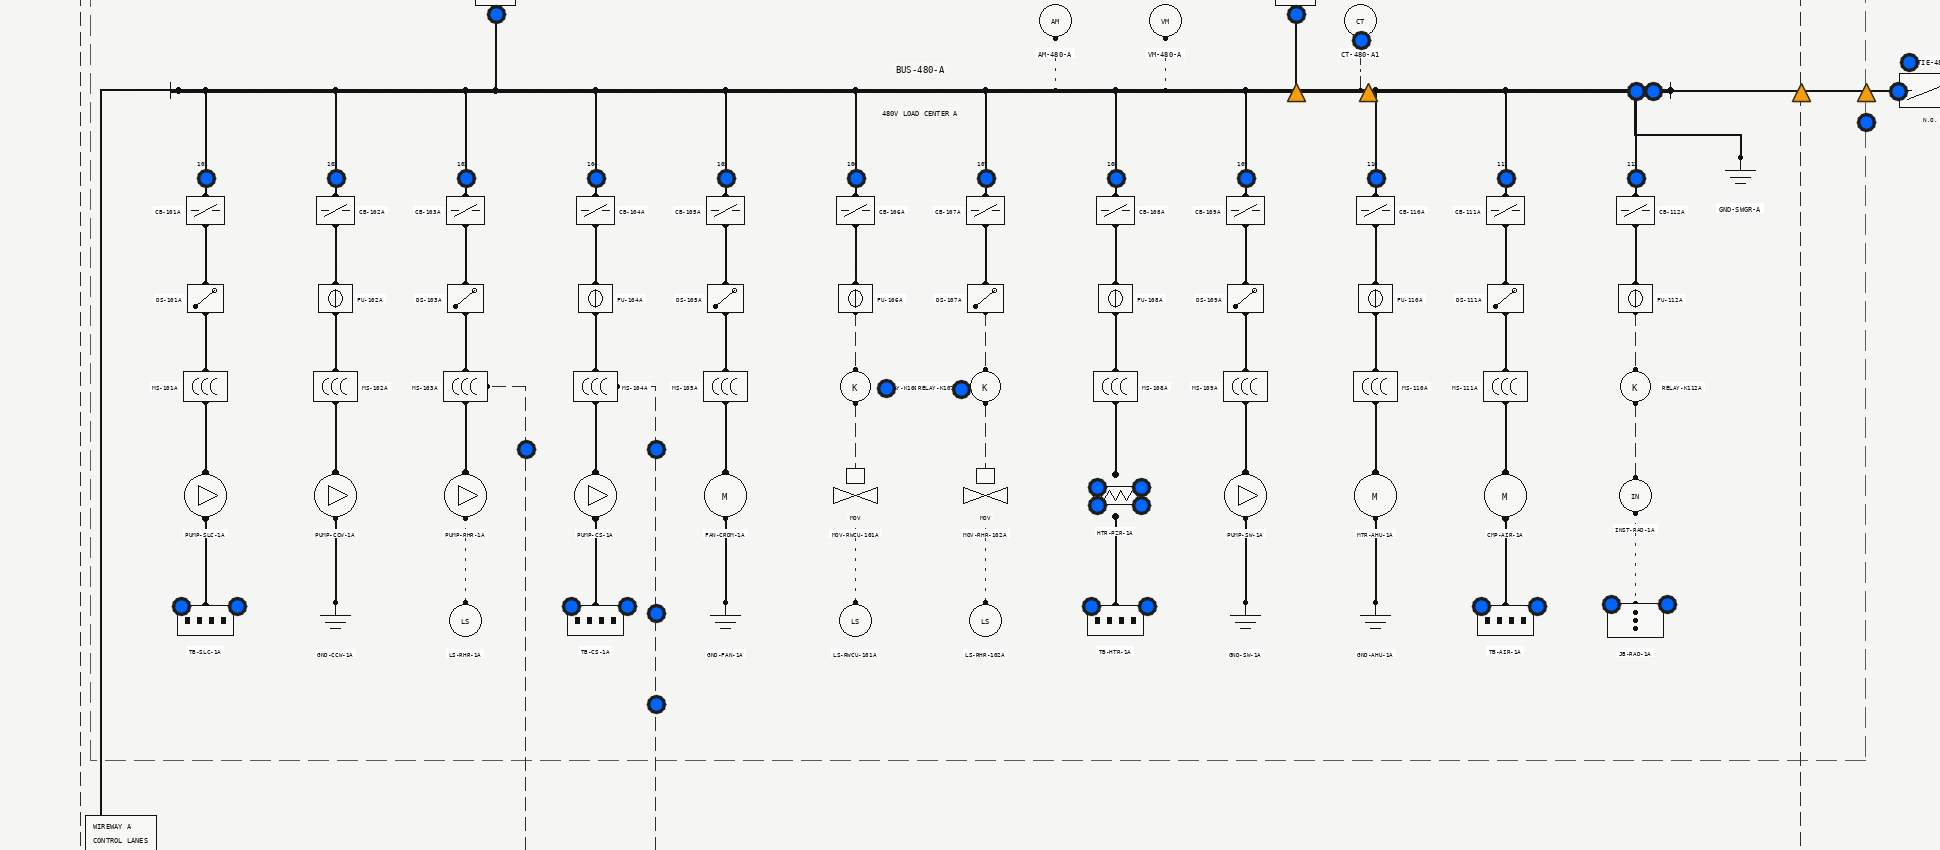 AM
VM
CT
AM-480-A
VM-480-A
CT-480-A1
BUS-480-A
480V LOAD CENTER A
N.O.
CB-101A
CB-102A
CB-103A
CB-104A
CB-105A
CB-106A
CB-107A
CB-108A
CB-109A
CB-110A
CB-111A
CB-112A
GND-SWGR-A
DS-101A
FU-102A
DS-103A
FU-104A
DS-105A
FU-106A
DS-107A
FU-108A
DS-109A
FU-110A
DS-111A
FU-112A
MS-101A
MS-102A
MS-103A
MS-104A
MS-105A
K
K
MS-108A
MS-109A
MS-110A
MS-111A
K
RELAY-K112A
M
M
M
IN
MOV
MOV
PUMP-SLC-1A
PUMP-CCW-1A
PUMP-RHR-1A
PUMP-CS-1A
FAN-CRDM-1A
MOV-RWCU-101A
MOV-RHR-102A
HTR-PZR-1A
PUMP-SW-1A
MTR-AHU-1A
CMP-AIR-1A
INST-RAD-1A
LS
LS
LS
TB-SLC-1A
GND-CCW-1A
LS-RHR-1A
TB-CS-1A
GND-FAN-1A
LS-RWCU-101A
LS-RHR-102A
TB-HTR-1A
GND-SW-1A
GND-AHU-1A
TB-AIR-1A
JB-RAD-1A
WIREWAY A
CONTROL LANES